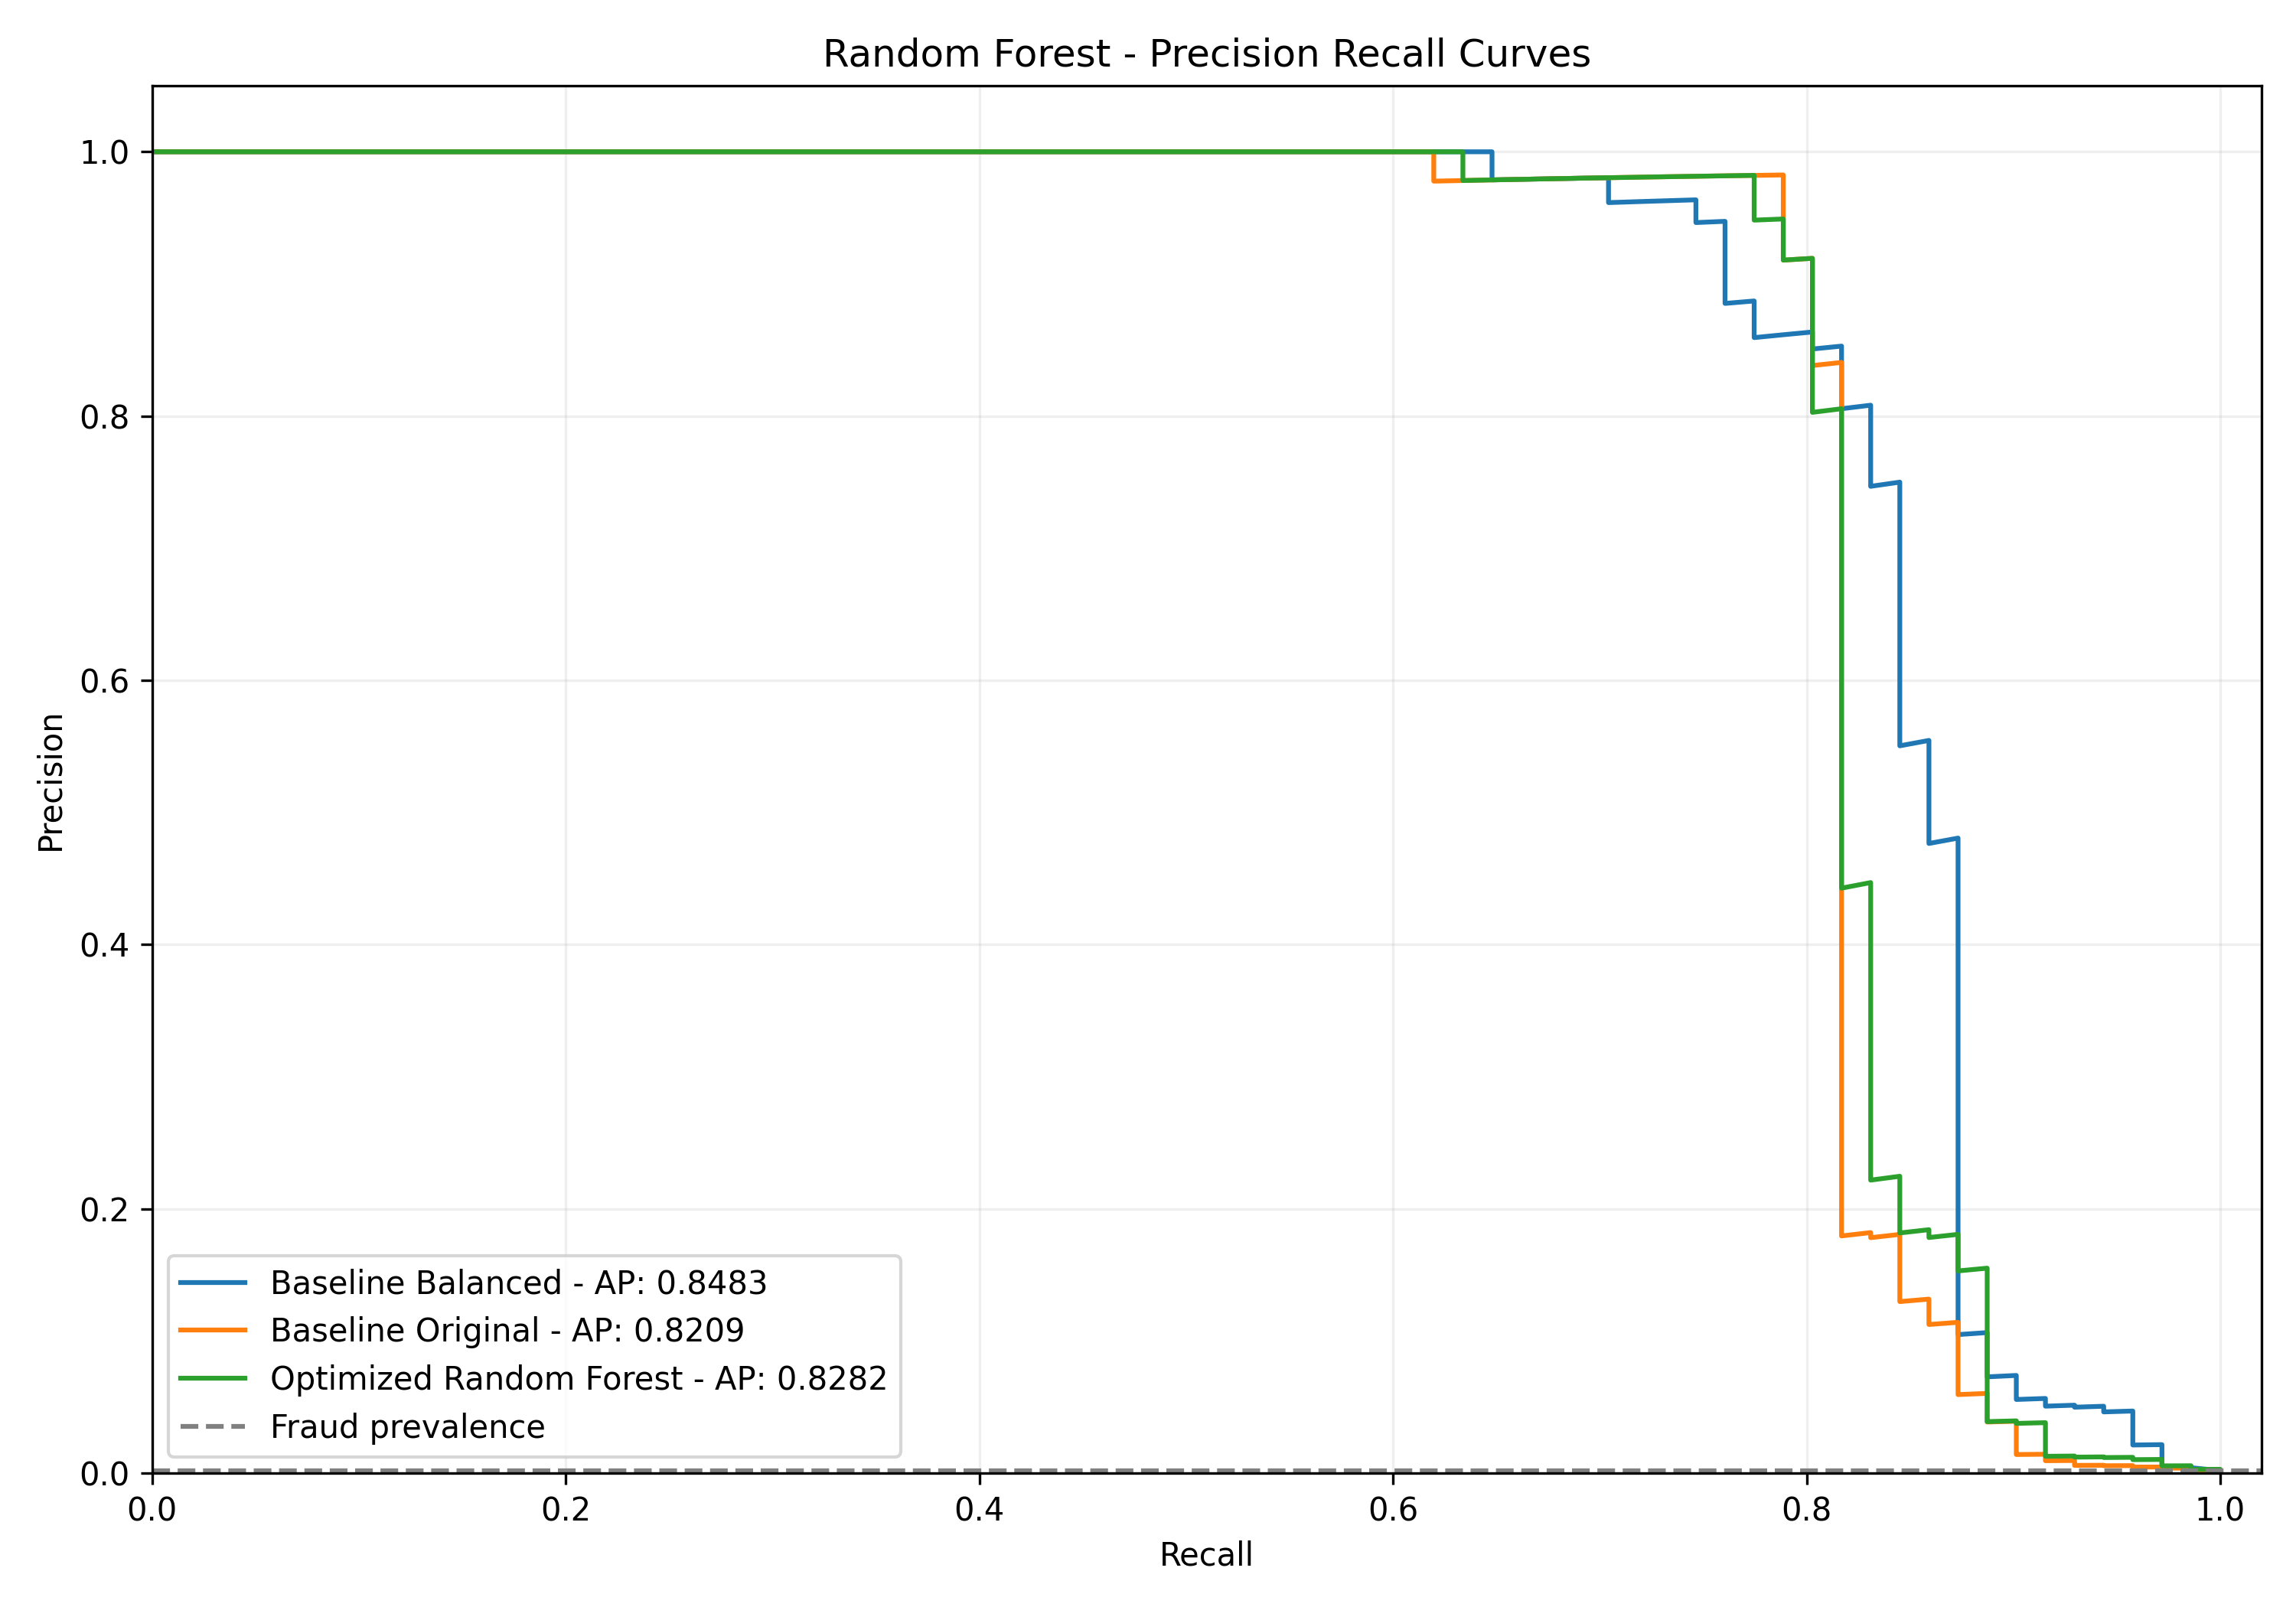 Random Forest - Precision Recall Curves
1.0
0.8
0.6
0.4
0.2
0.0
Precision
Baseline Balanced - AP: 0.8483
Baseline Original - AP: 0.8209
Optimized Random Forest - AP: 0.8282
Fraud prevalence
0.0 0.2 0.4 0.6 0.8 1.0
Recall